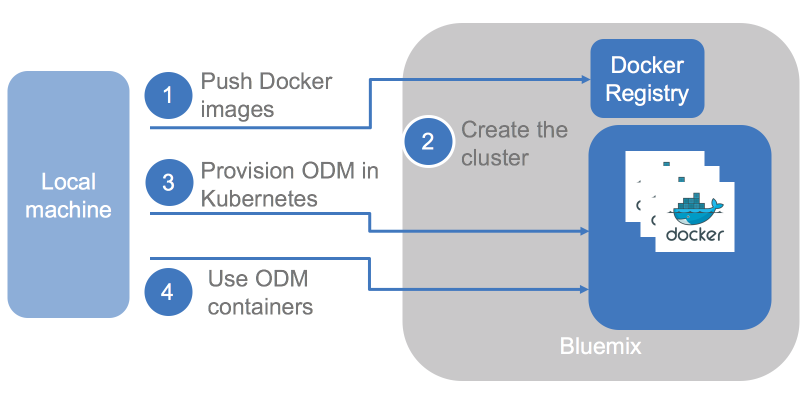 Local
machine
1
Push Docker
images
2
Create the
cluster
3
Provision ODM in
Kubernetes
4
Use ODM
containers
Docker
Registry
docker
Bluemix